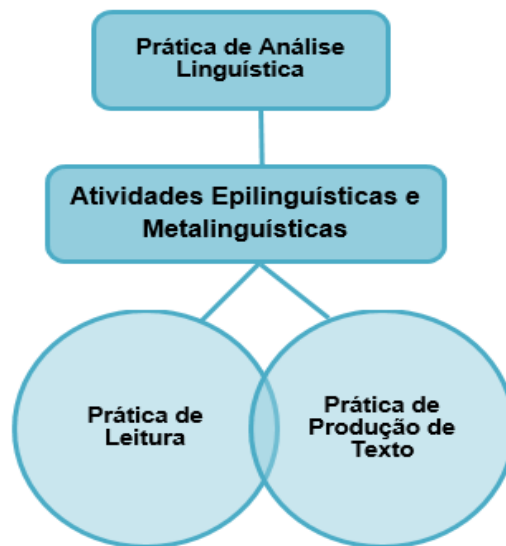 Prática de Análise
Linguística
Atividades Epilinguísticas e
Metalinguísticas
Prática de
Leitura
Prática de
Produção de
Texto